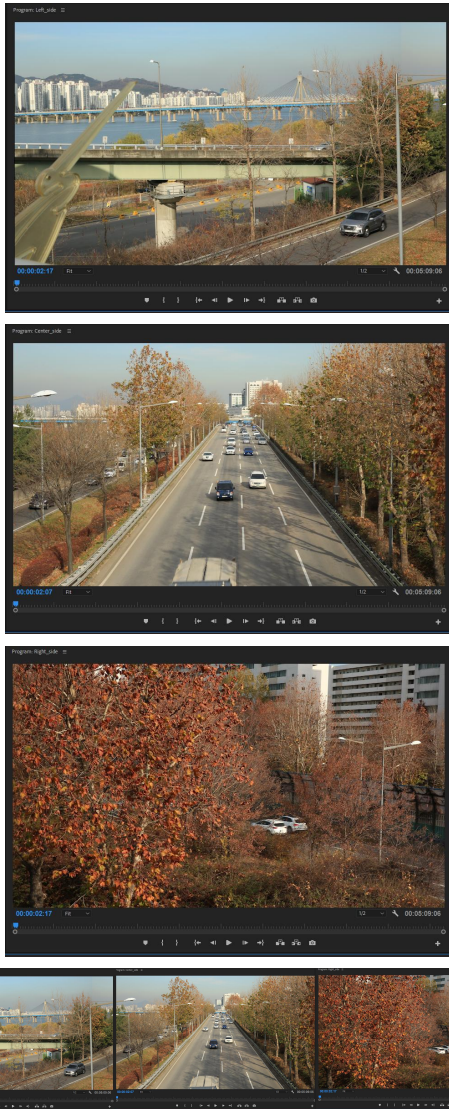 Program: Left_side
00:00:02:17 Fit 1/2 00:05:09:06
Program: Center_side
00:00:02:07 Fit 1/2 00:05:09:06
Program: Right_side
00:00:02:17 Fit 1/2 00:05:09:06